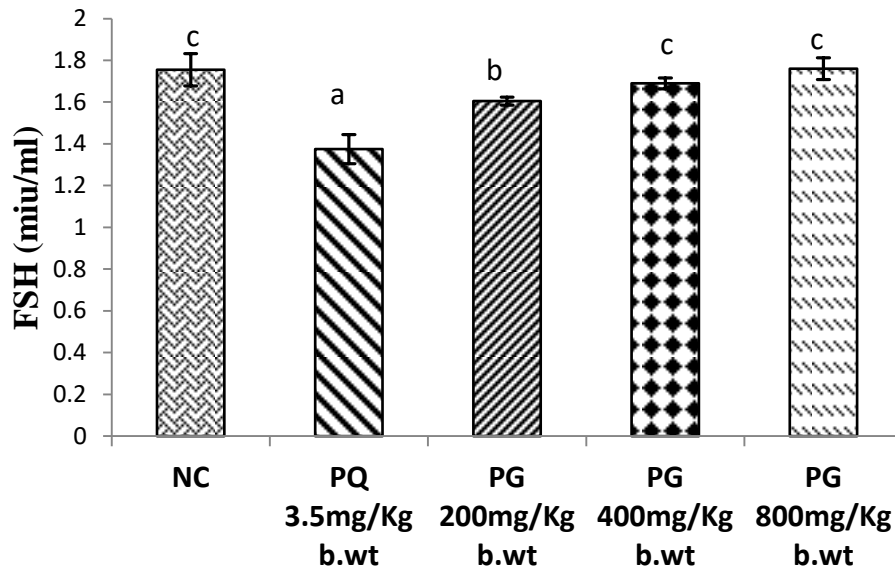 FSH (miu/ml)
2
1.8
1.6
1.4
1.2
1
0.8
0.6
0.4
0.2
0
c
a
b
c
c
NC
PQ
3.5mg/Kg
b.wt
PG
200mg/Kg
b.wt
PG
400mg/Kg
b.wt
PG
800mg/Kg
b.wt